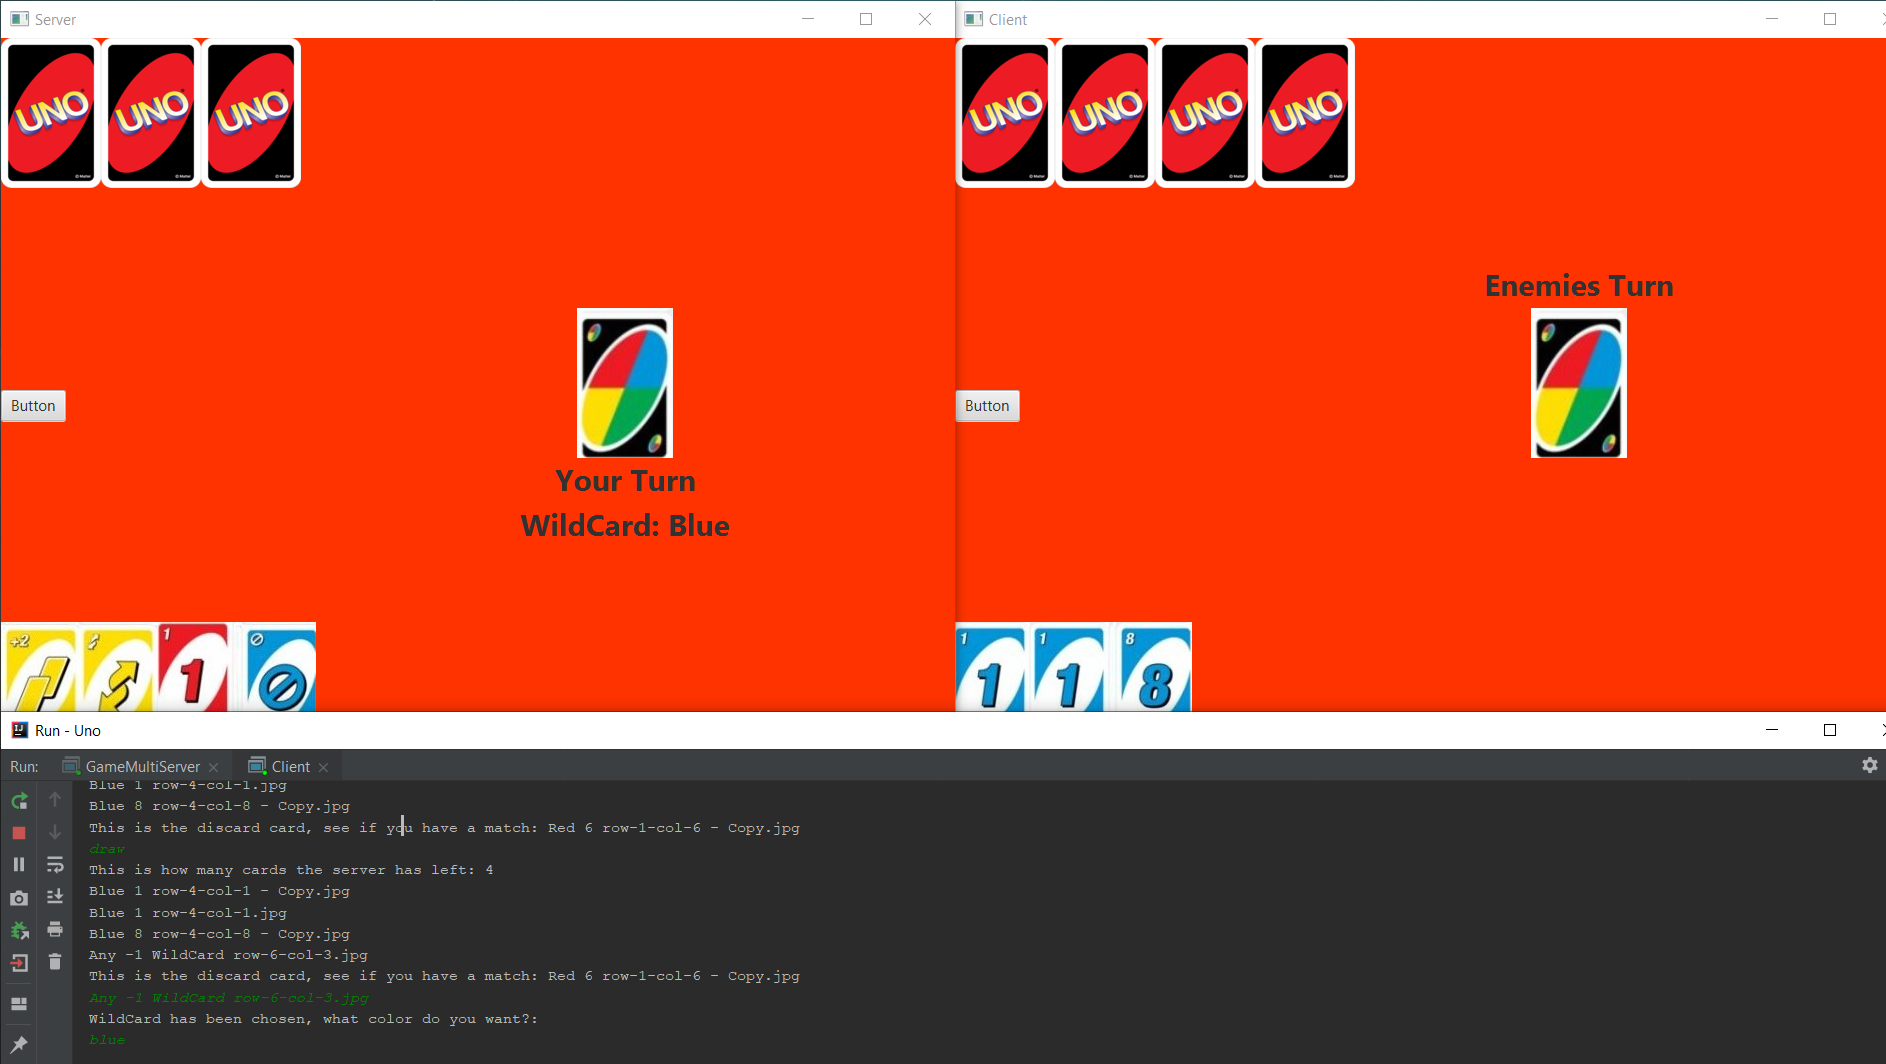 Server
Client
UNO
UNO
UNO
UNO
UNO
UNO
UNO
Enemies Turn
Button
Button
Your Turn
WildCard: Blue
+2
1
1
1
1
1
1
8
8
Run - Uno
Run:
GameMultiServer
Client
Blue 1 row-4-col-1.jpg
Blue 8 row-4-col-8 - Copy.jpg
This is the discard card, see if you have a match: Red 6 row-1-col-6 - Copy.jpg
draw
This is how many cards the server has left: 4
Blue 1 row-4-col-1 - Copy.jpg
Blue 1 row-4-col-1.jpg
Blue 8 row-4-col-8 - Copy.jpg
Any -1 WildCard row-6-col-3.jpg
This is the discard card, see if you have a match: Red 6 row-1-col-6 - Copy.jpg
Any -1 WildCard row-6-col-3.jpg
WildCard has been chosen, what color do you want?:
blue